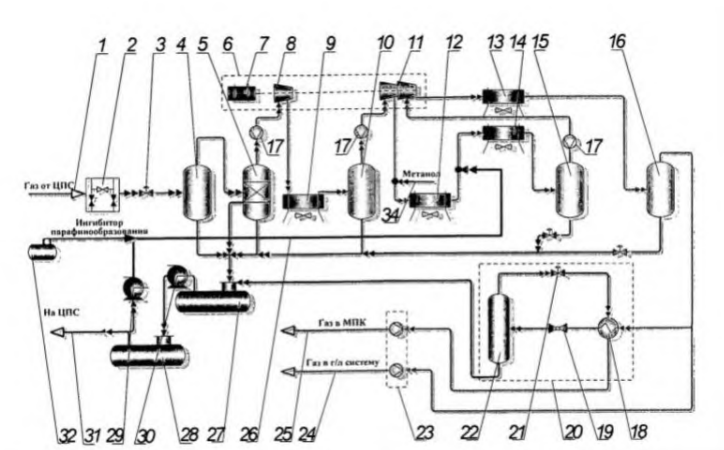 1 2 3 4 5 6 7 8 9 10 11 12 13 14 15 16
17 17 17
Метанол
Газ от ЦПС
34
Ингибитор
парафинообразования
На ЦПС
Газ в МПК
Газ в г/л систему
32 31 29 30 28 27 26 25 24 23 22 21 20 19 18